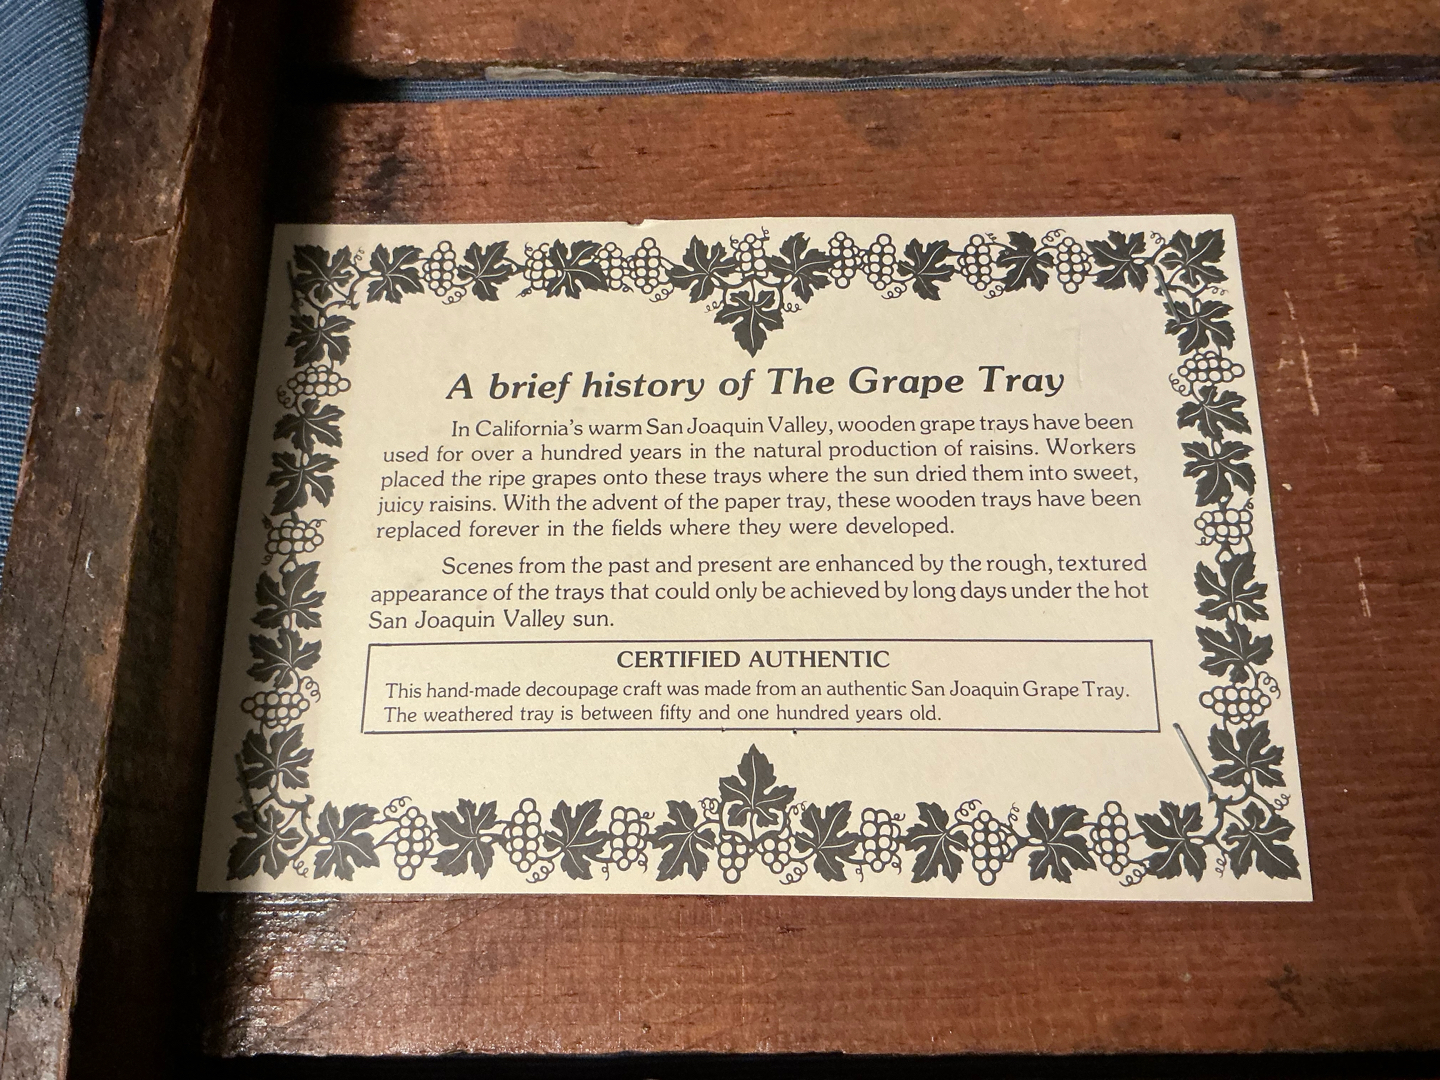 A brief history of The Grape Tray
In California's warm San Joaquin Valley, wooden grape trays have been
used for over a hundred years in the natural production of raisins. Workers
placed the ripe grapes onto these trays where the sun dried them into sweet,
juicy raisins. With the advent of the paper tray, these wooden trays have been
replaced forever in the fields where they were developed.
Scenes from the past and present are enhanced by the rough, textured
appearance of the trays that could only be achieved by long days under the hot
San Joaquin Valley sun.
CERTIFIED AUTHENTIC
This hand-made decoupage craft was made from an authentic San Joaquin Grape Tray.
The weathered tray is between fifty and one hundred years old.